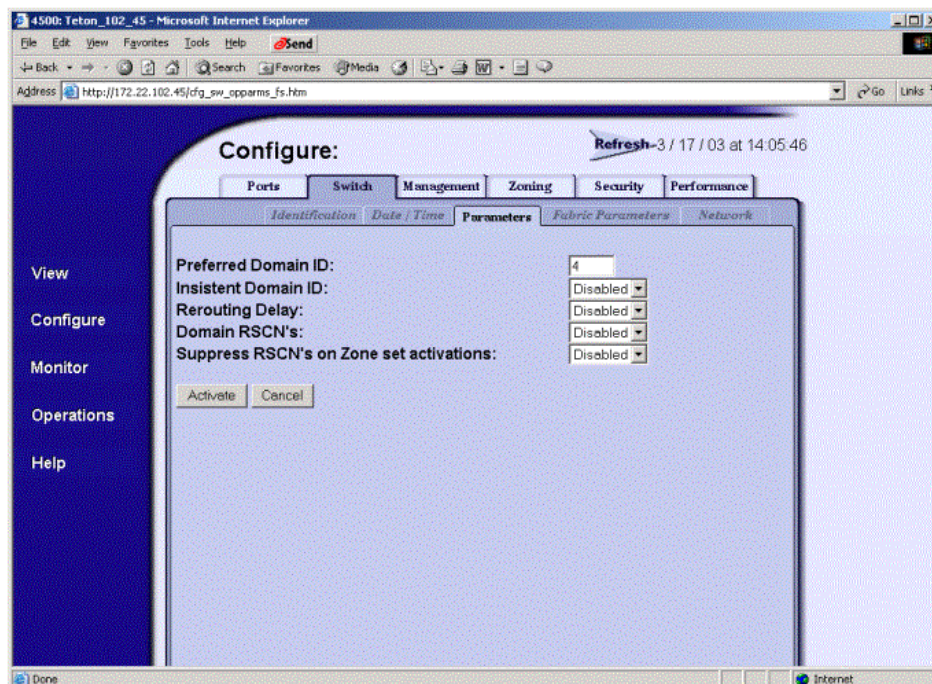 4500: Teton_102_45 - Microsoft Internet Explorer
File Edit View Favorites Tools Help Send
Back Search Favorites Media
Address http://172.22.102.45/cfg_sw_opparms_fs.htm Go Links
Configure:
Refresh-3 / 17 / 03 at 14:05:46
Ports Switch Management Zoning Security Performance
Identification Date / Time Parameters Fabric Parameters Network
View
Configure
Monitor
Operations
Help
Preferred Domain ID: 4
Insistent Domain ID: Disabled
Rerouting Delay: Disabled
Domain RSCN's: Disabled
Suppress RSCN's on Zone set activations: Disabled
Activate Cancel
Done Internet